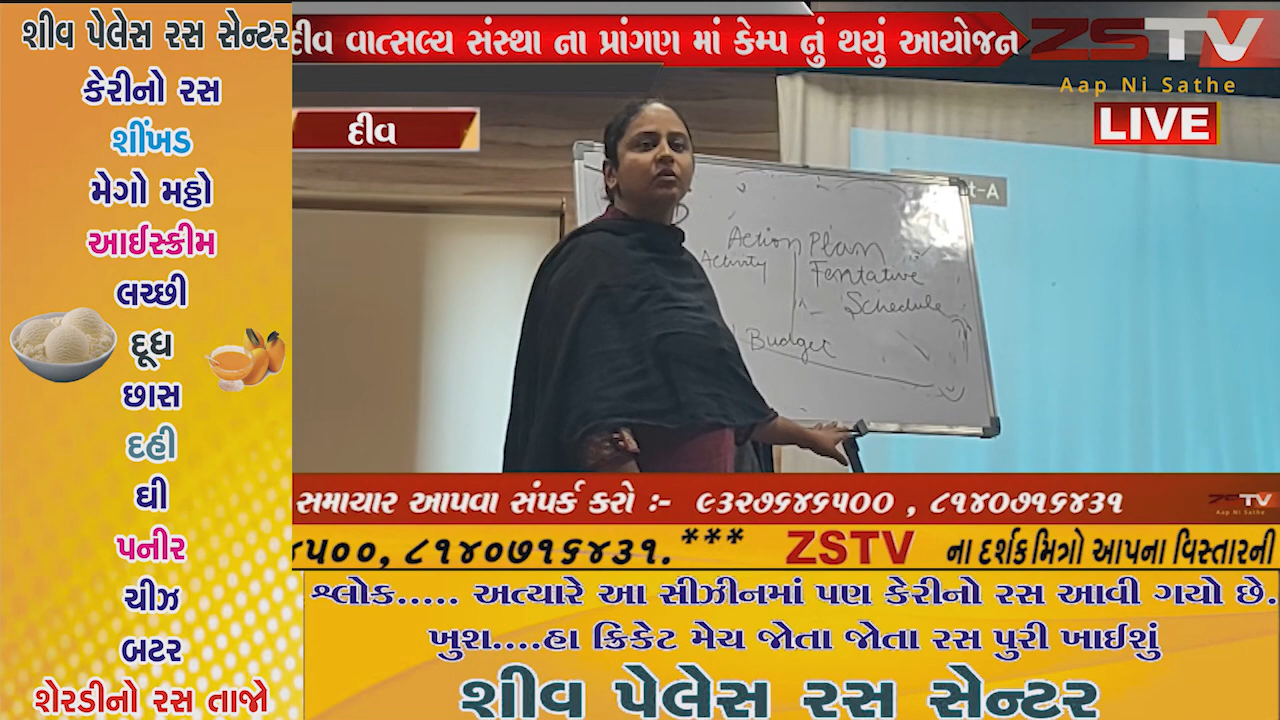 શીવ પેલેસ રસ સેન્ટર
કેરીનો રસ
શીંખડ
મેગો મઠ્ઠો
આઈસ્ક્રીમ
લચ્છી
દૂધ
છાસ
દહી
ઘી
પનીર
ચીઝ
બટર
શેરડીનો રસ તાજો
દીવ વાત્સલ્ય સંસ્થા ના પ્રાંગણ માં કેમ્પ નું થયું આયોજન
ZSTV
Aap Ni Sathe
LIVE
દીવ
t-A
Action Plan
Activity
Tentative
Schedule
Budget
સમાચાર આપવા સંપર્ક કરો :- ૯૩૨૭૬૪૬૫૦૦ , ૮૧૪૦૭૧૬૪૩૧
ZSTV
Aap Ni Sathe
૪૫૦૦, ૮૧૪૦૭૧૬૪૩૧.*** ZSTV ના દર્શક મિત્રો આપના વિસ્તારની
શ્લોક..... અત્યારે આ સીઝીનમાં પણ કેરીનો રસ આવી ગયો છે.
ખુશ....હા ક્રિકેટ મેચ જોતા જોતા રસ પુરી ખાઈશું
શીવ પેલેસ રસ સેન્ટર